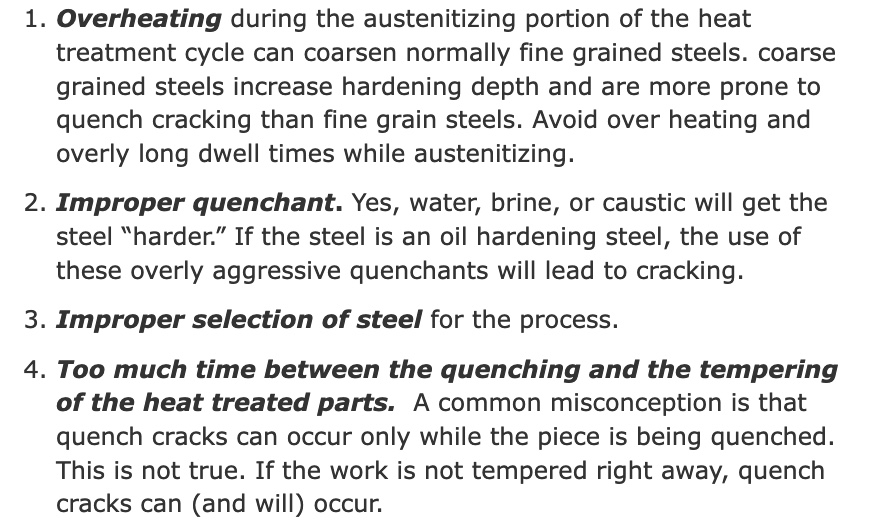 1. Overheating during the austenitizing portion of the heat
treatment cycle can coarsen normally fine grained steels. coarse
grained steels increase hardening depth and are more prone to
quench cracking than fine grain steels. Avoid over heating and
overly long dwell times while austenitizing.
2. Improper quenchant. Yes, water, brine, or caustic will get the
steel “harder.” If the steel is an oil hardening steel, the use of
these overly aggressive quenchants will lead to cracking.
3. Improper selection of steel for the process.
4. Too much time between the quenching and the tempering
of the heat treated parts.  A common misconception is that
quench cracks can occur only while the piece is being quenched.
This is not true. If the work is not tempered right away, quench
cracks can (and will) occur.